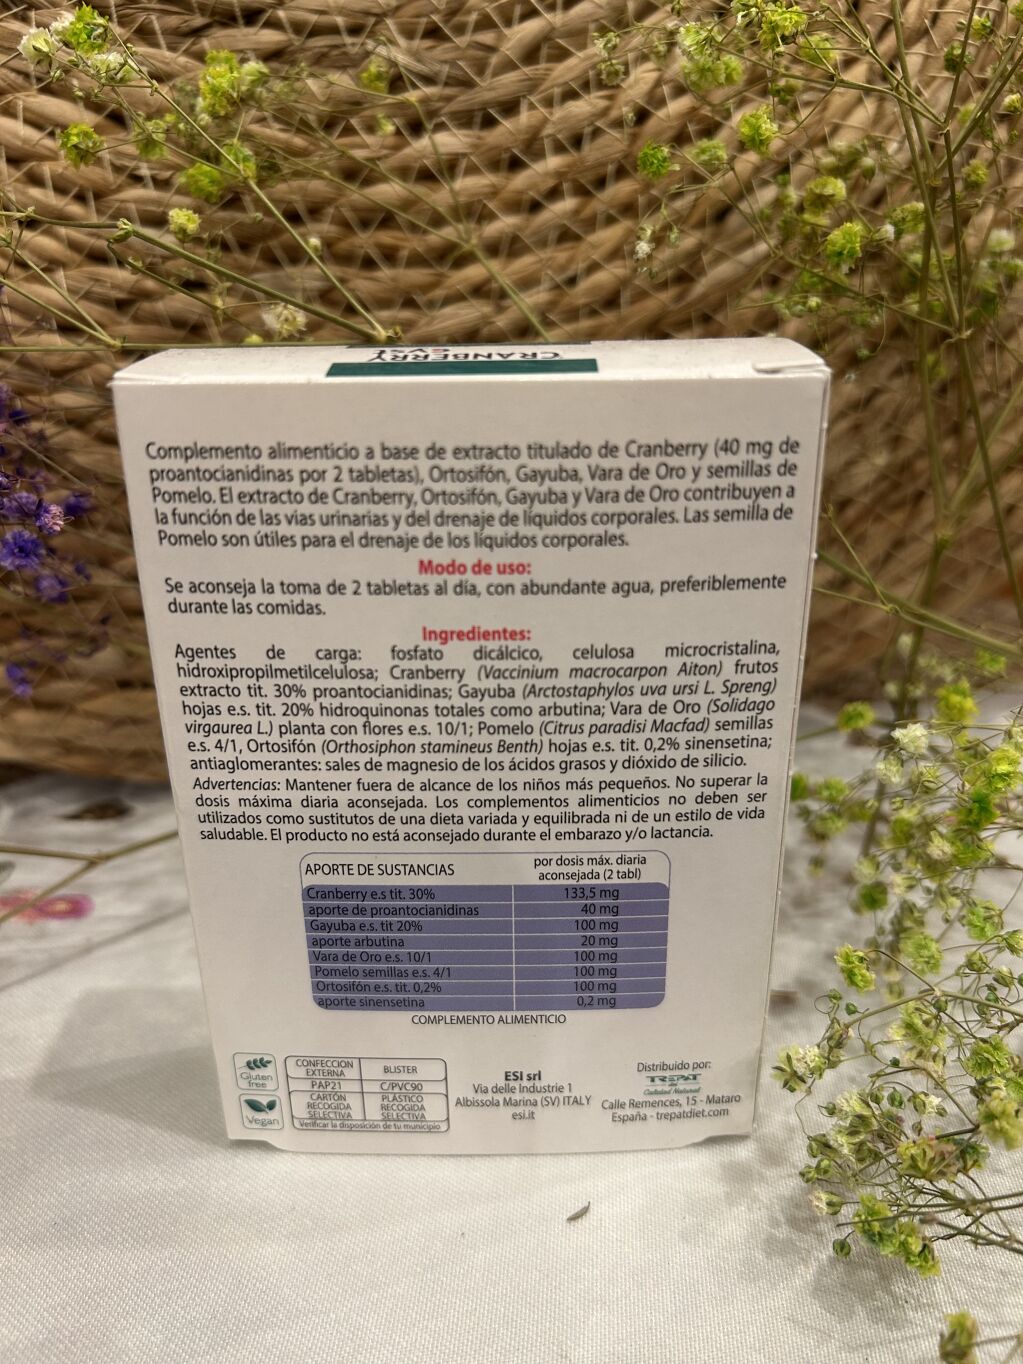 CRANBERRY
CYST
Complemento alimenticio a base de extracto titulado de Cranberry (40 mg de
proantocianidinas por 2 tabletas), Ortosifón, Gayuba, Vara de Oro y semillas de
Pomelo. El extracto de Cranberry, Ortosifón, Gayuba y Vara de Oro contribuyen a
la función de las vías urinarias y del drenaje de líquidos corporales. Las semilla de
Pomelo son útiles para el drenaje de los líquidos corporales.
Modo de uso:
Se aconseja la toma de 2 tabletas al día, con abundante agua, preferiblemente
durante las comidas.
Ingredientes:
Agentes de carga: fosfato dicálcico, celulosa microcristalina,
hidroxipropilmetilcelulosa; Cranberry (Vaccinium macrocarpon Aiton) frutos
extracto tit. 30% proantocianidinas; Gayuba (Arctostaphylos uva ursi L. Spreng)
hojas e.s. tit. 20% hidroquinonas totales como arbutina; Vara de Oro (Solidago
virgaurea L.) planta con flores e.s. 10/1; Pomelo (Citrus paradisi Macfad) semillas
e.s. 4/1, Ortosifón (Orthosiphon stamineus Benth) hojas e.s. tit. 0,2% sinensetina;
antiaglomerantes: sales de magnesio de los ácidos grasos y dióxido de silicio.
Advertencias: Mantener fuera de alcance de los niños más pequeños. No superar la
dosis máxima diaria aconsejada. Los complementos alimenticios no deben ser
utilizados como sustitutos de una dieta variada y equilibrada ni de un estilo de vida
saludable. El producto no está aconsejado durante el embarazo y/o lactancia.
APORTE DE SUSTANCIAS por dosis máx. diaria
aconsejada (2 tabl)
Cranberry e.s tit. 30% 133,5 mg
aporte de proantocianidinas 40 mg
Gayuba e.s. tit 20% 100 mg
aporte arbutina 20 mg
Vara de Oro e.s. 10/1 100 mg
Pomelo semillas e.s. 4/1 100 mg
Ortosifón e.s. tit. 0,2% 100 mg
aporte sinensetina 0,2 mg
COMPLEMENTO ALIMENTICIO
Gluten
free
Vegan
CONFECCION
EXTERNA BLISTER
PAP21 C/PVC90
CARTÓN
RECOGIDA
SELECTIVA
PLÁSTICO
RECOGIDA
SELECTIVA
Verificar la disposición de tu municipio
ESI srl
Via delle Industrie 1
Albissola Marina (SV) ITALY
esi.it
Distribuido por:
TREPAT
diet
Calidad Natural
Calle Remences, 15 - Mataro
España - trepatdiet.com